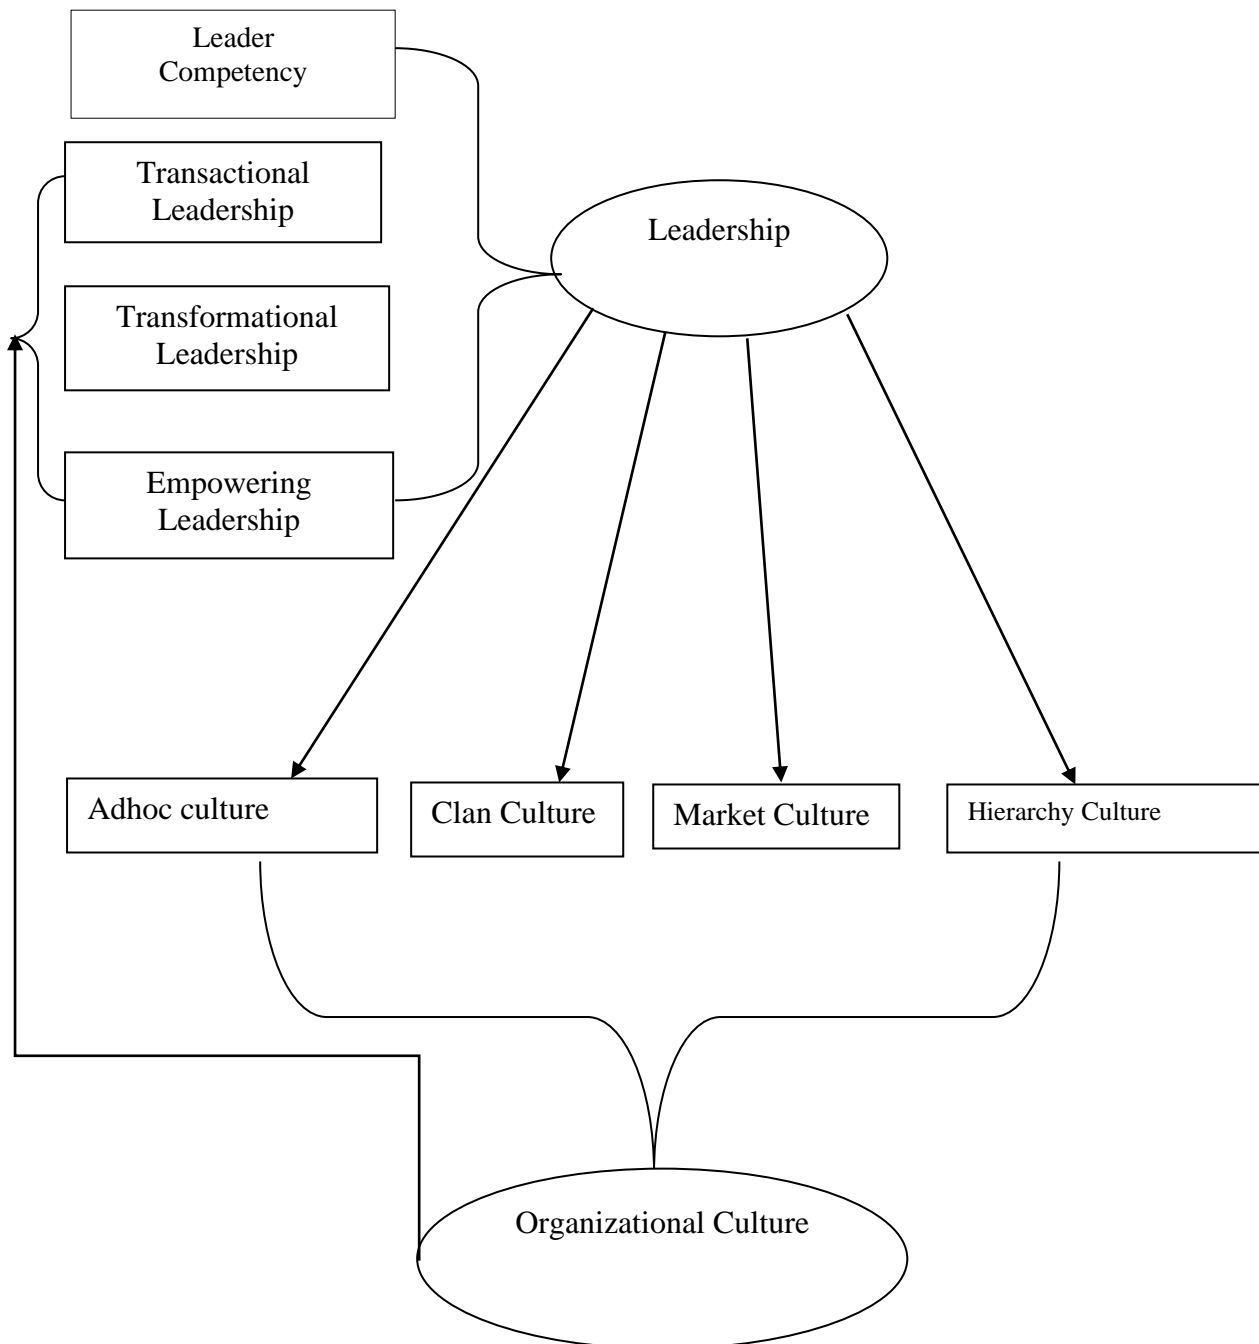 Leader
Competency
Transactional
Leadership
Leadership
Transformational
Leadership
Empowering
Leadership
Adhoc culture
Clan Culture
Market Culture
Hierarchy Culture
Organizational Culture